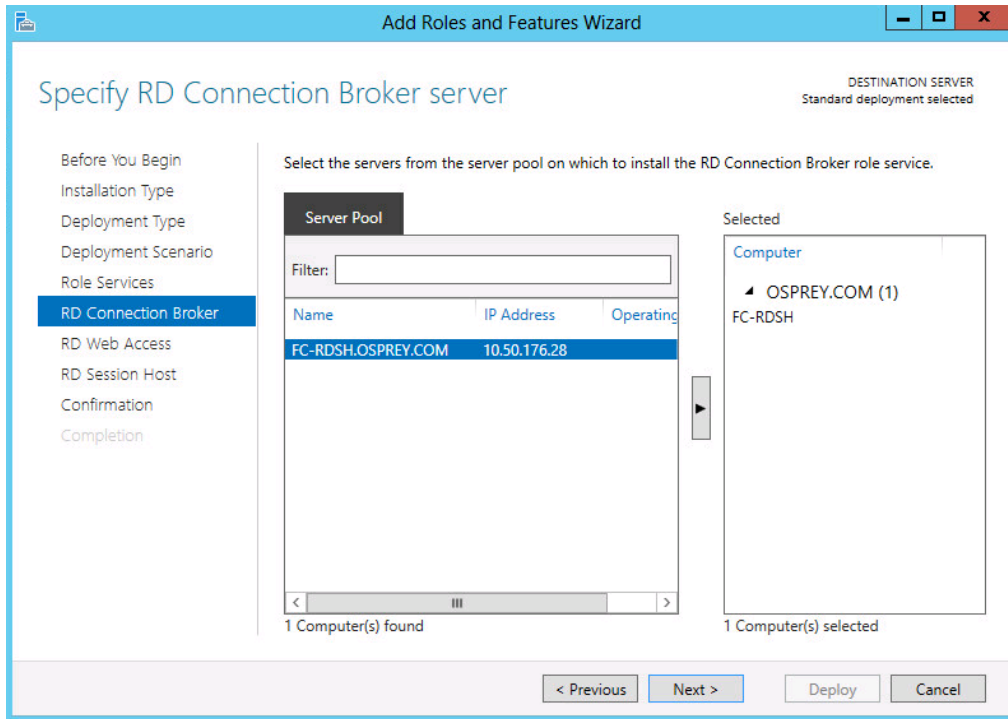 Add Roles and Features Wizard
Specify RD Connection Broker server
DESTINATION SERVER
Standard deployment selected
Before You Begin
Installation Type
Deployment Type
Deployment Scenario
Role Services
RD Connection Broker
RD Web Access
RD Session Host
Confirmation
Completion
Select the servers from the server pool on which to install the RD Connection Broker role service.
Server Pool
Filter:
Name IP Address Operating
FC-RDSH.OSPREY.COM 10.50.176.28
1 Computer(s) found
Selected
Computer
OSPREY.COM (1)
FC-RDSH
1 Computer(s) selected
< Previous Next > Deploy Cancel